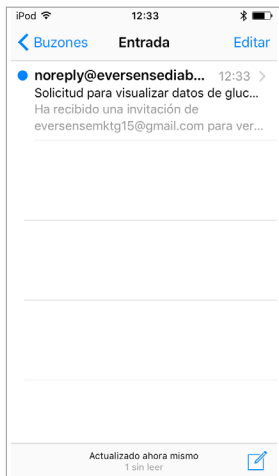 iPod 12:33
Buzones Entrada Editar
noreply@eversensediab... 12:33
Solicitud para visualizar datos de gluc...
Ha recibido una invitación de
eversensemktg15@gmail.com para ver...
Actualizado ahora mismo
1 sin leer